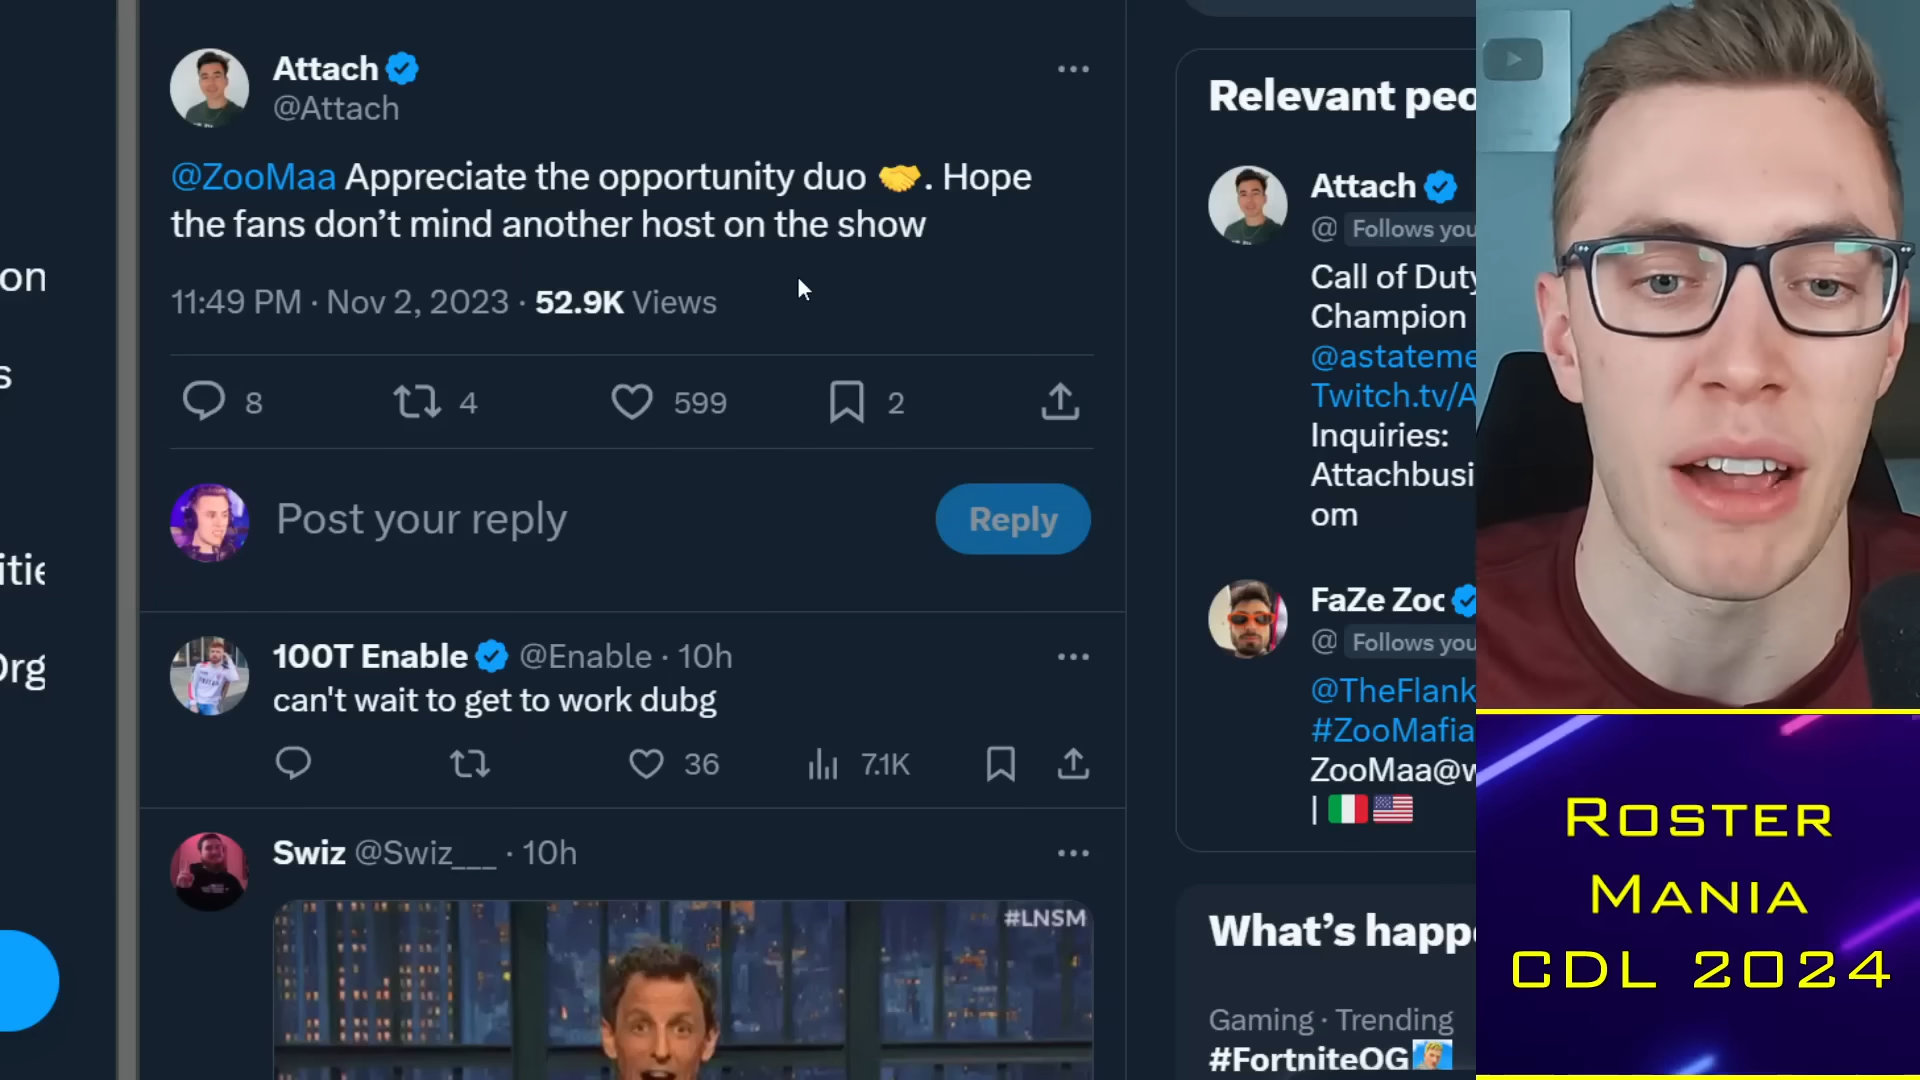 on
s
itie
Org
Attach
@Attach
@ZooMaa Appreciate the opportunity duo 🤝. Hope
the fans don’t mind another host on the show
11:49 PM · Nov 2, 2023 · 52.9K Views
8 4 599 2
Post your reply
Reply
100T Enable @Enable · 10h
can't wait to get to work dubg
36 7.1K
Swiz @Swiz___ · 10h
#LNSM
Relevant peo
Attach
@ Follows you
Call of Duty
Champion
@astateme
Twitch.tv/A
Inquiries:
Attachbusi
om
FaZe Zoo
@ Follows you
@TheFlank
#ZooMafia
ZooMaa@w
| 🇮🇹🇺🇸
What’s happe
Gaming · Trending
#FortniteOG
Roster
Mania
CDL 2024